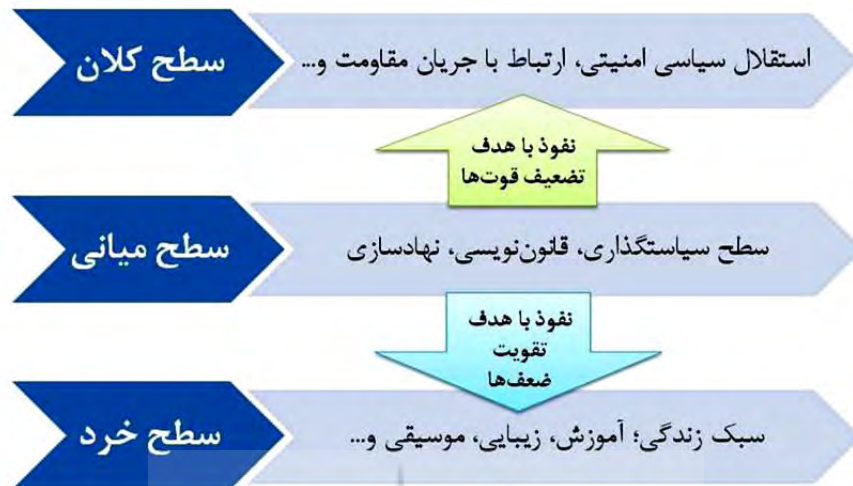 سطح کلان
استقلال سیاسی امنیتی، ارتباط با جریان مقاومت و...
نفوذ با هدف
تضعیف قوت‌ها
سطح میانی
سطح سیاستگذاری، قانون‌نویسی، نهادسازی
نفوذ با هدف
تقویت
ضعف‌ها
سطح خرد
سبک زندگی؛ آموزش، زیبایی، موسیقی و...